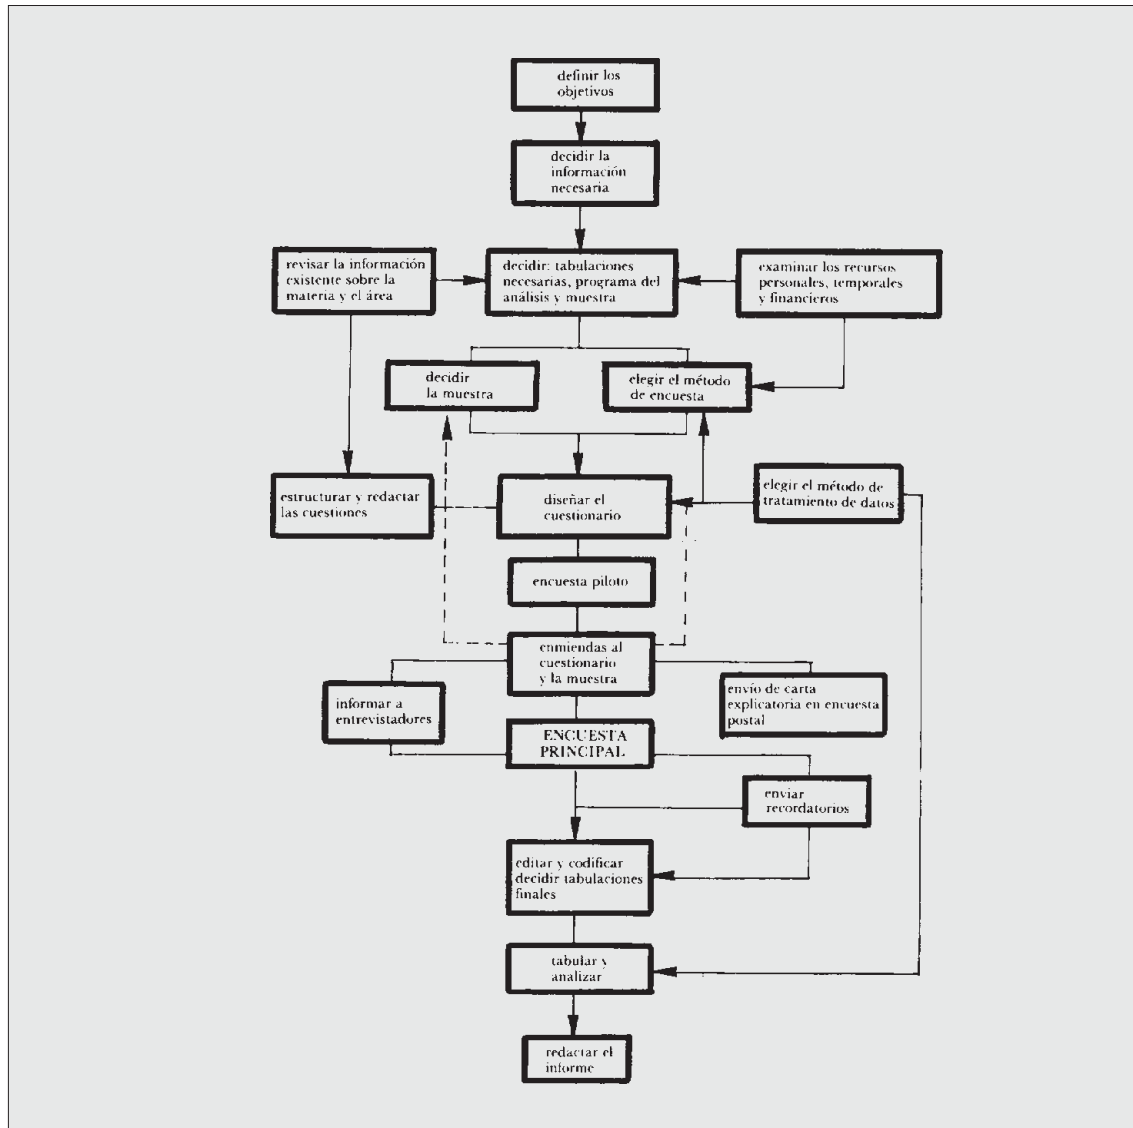 definir los
objetivos
decidir la
información
necesaria
revisar la información
existente sobre la
materia y el área
decidir: tabulaciones
necesarias, programa del
análisis y muestra
examinar los recursos
personales, temporales
y financieros
decidir
la muestra
elegir el método
de encuesta
estructurar y redactar
las cuestiones
diseñar el
cuestionario
elegir el método de
tratamiento de datos
encuesta piloto
enmiendas al
cuestionario
y la muestra
informar a
entrevistadores
envío de carta
explicatoria en encuesta
postal
ENCUESTA
PRINCIPAL
enviar
recordatorios
editar y codificar
decidir tabulaciones
finales
tabular y
analizar
redactar el
informe